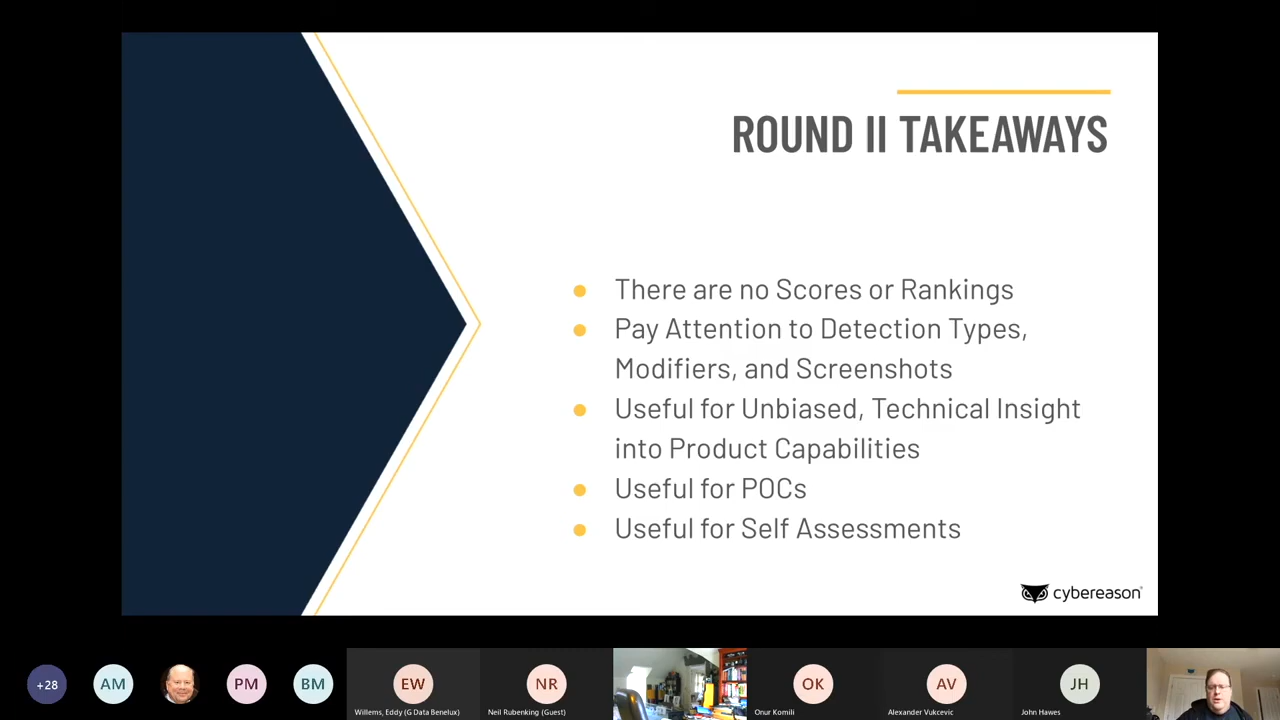 ROUND II TAKEAWAYS
There are no Scores or Rankings
Pay Attention to Detection Types,
Modifiers, and Screenshots
Useful for Unbiased, Technical Insight
into Product Capabilities
Useful for POCs
Useful for Self Assessments
cybereason
+28
AM
PM
BM
EW
NR
OK
AV
JH
Willems, Eddy (G Data Benelux)
Neil Rubenking (Guest)
Onur Komili
Alexander Vukcevic
John Hawes